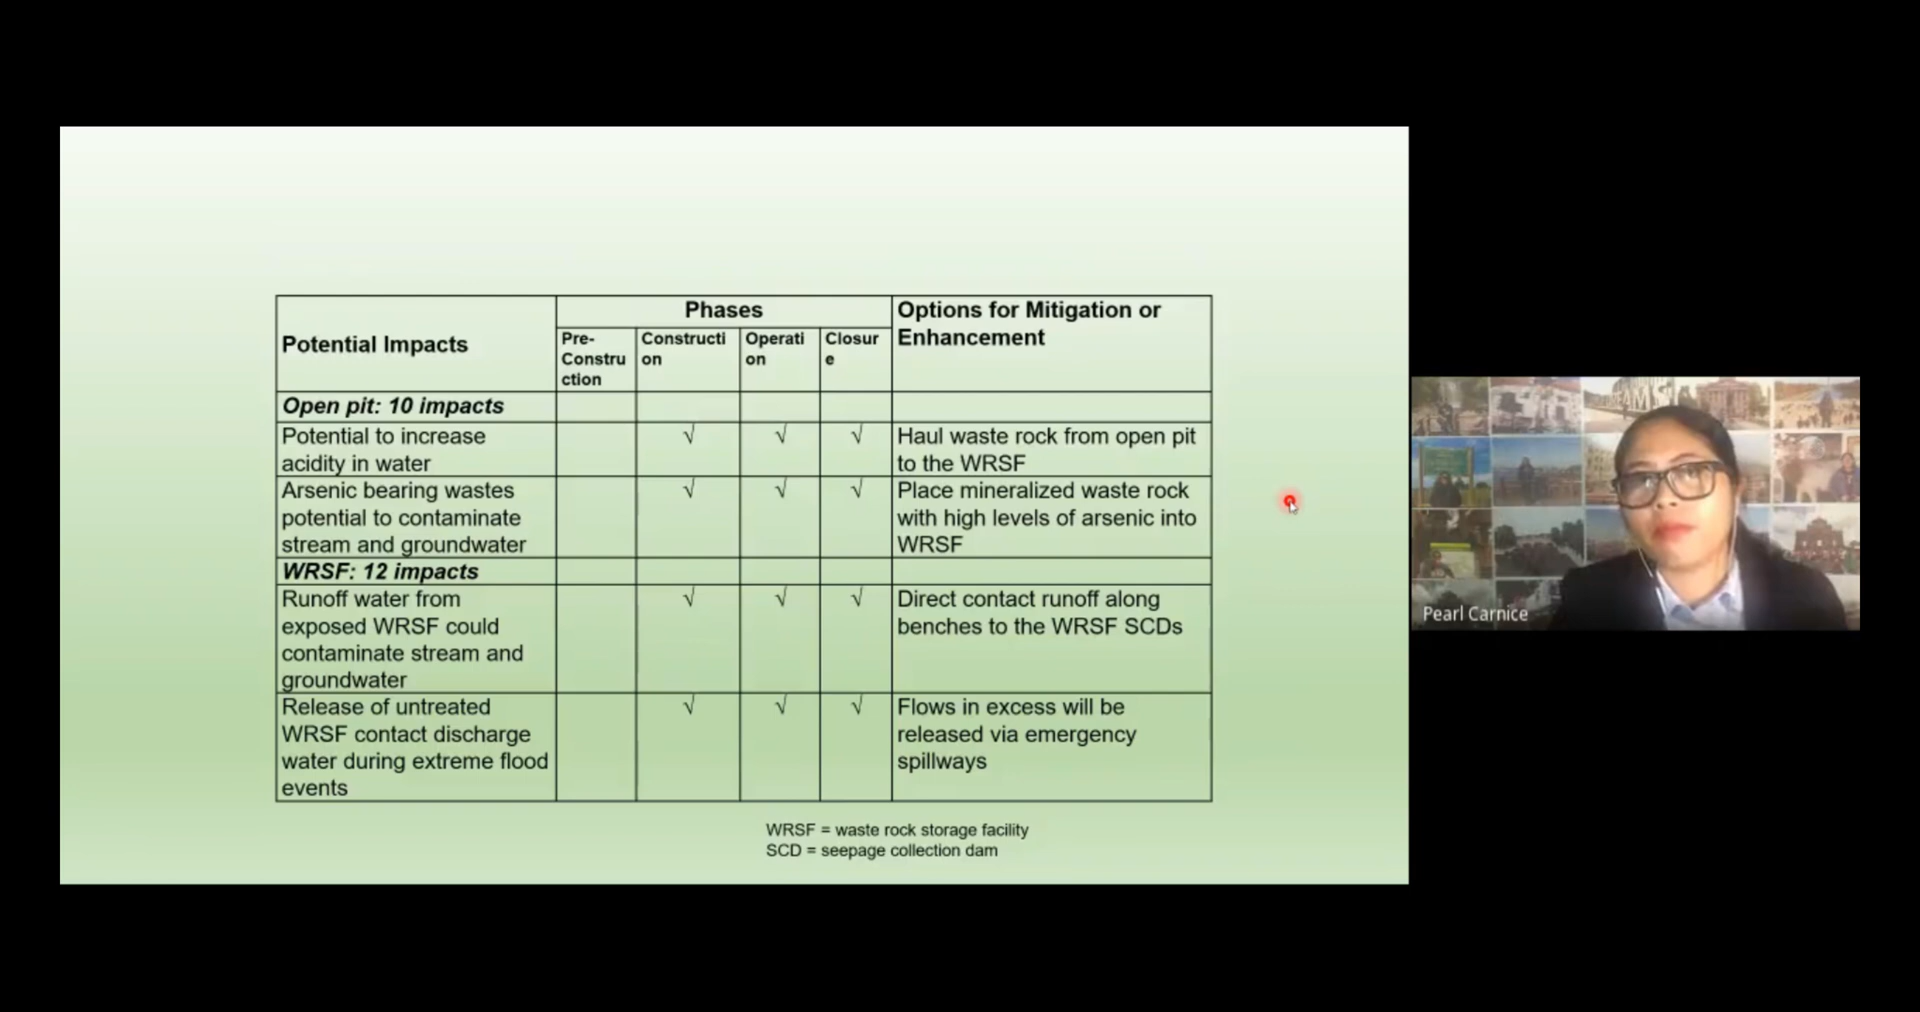 Potential Impacts
Phases
Options for Mitigation or
Enhancement
Pre-
Constru
ction
Constructi
on
Operati
on
Closur
e
Open pit: 10 impacts
Potential to increase
acidity in water
√ √ √
Haul waste rock from open pit
to the WRSF
Arsenic bearing wastes
potential to contaminate
stream and groundwater
√ √ √
Place mineralized waste rock
with high levels of arsenic into
WRSF
WRSF: 12 impacts
Runoff water from
exposed WRSF could
contaminate stream and
groundwater
√ √ √
Direct contact runoff along
benches to the WRSF SCDs
Release of untreated
WRSF contact discharge
water during extreme flood
events
√ √ √
Flows in excess will be
released via emergency
spillways
WRSF = waste rock storage facility
SCD = seepage collection dam
Pearl Carnice